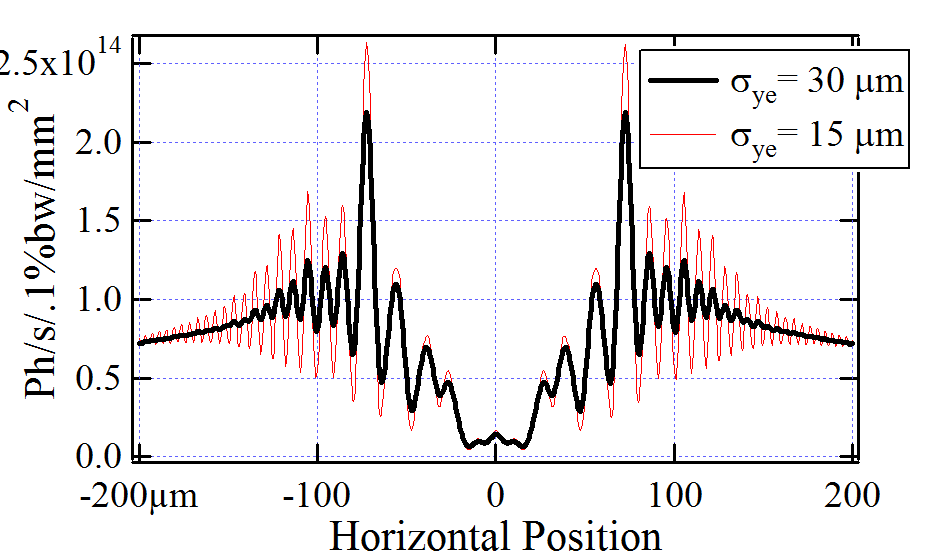 2.5x10^14
2.0
1.5
1.0
0.5
0.0
Ph/s/.1%bw/mm^2
σye= 30 μm
σye= 15 μm
-200μm
-100
0
100
200
Horizontal Position